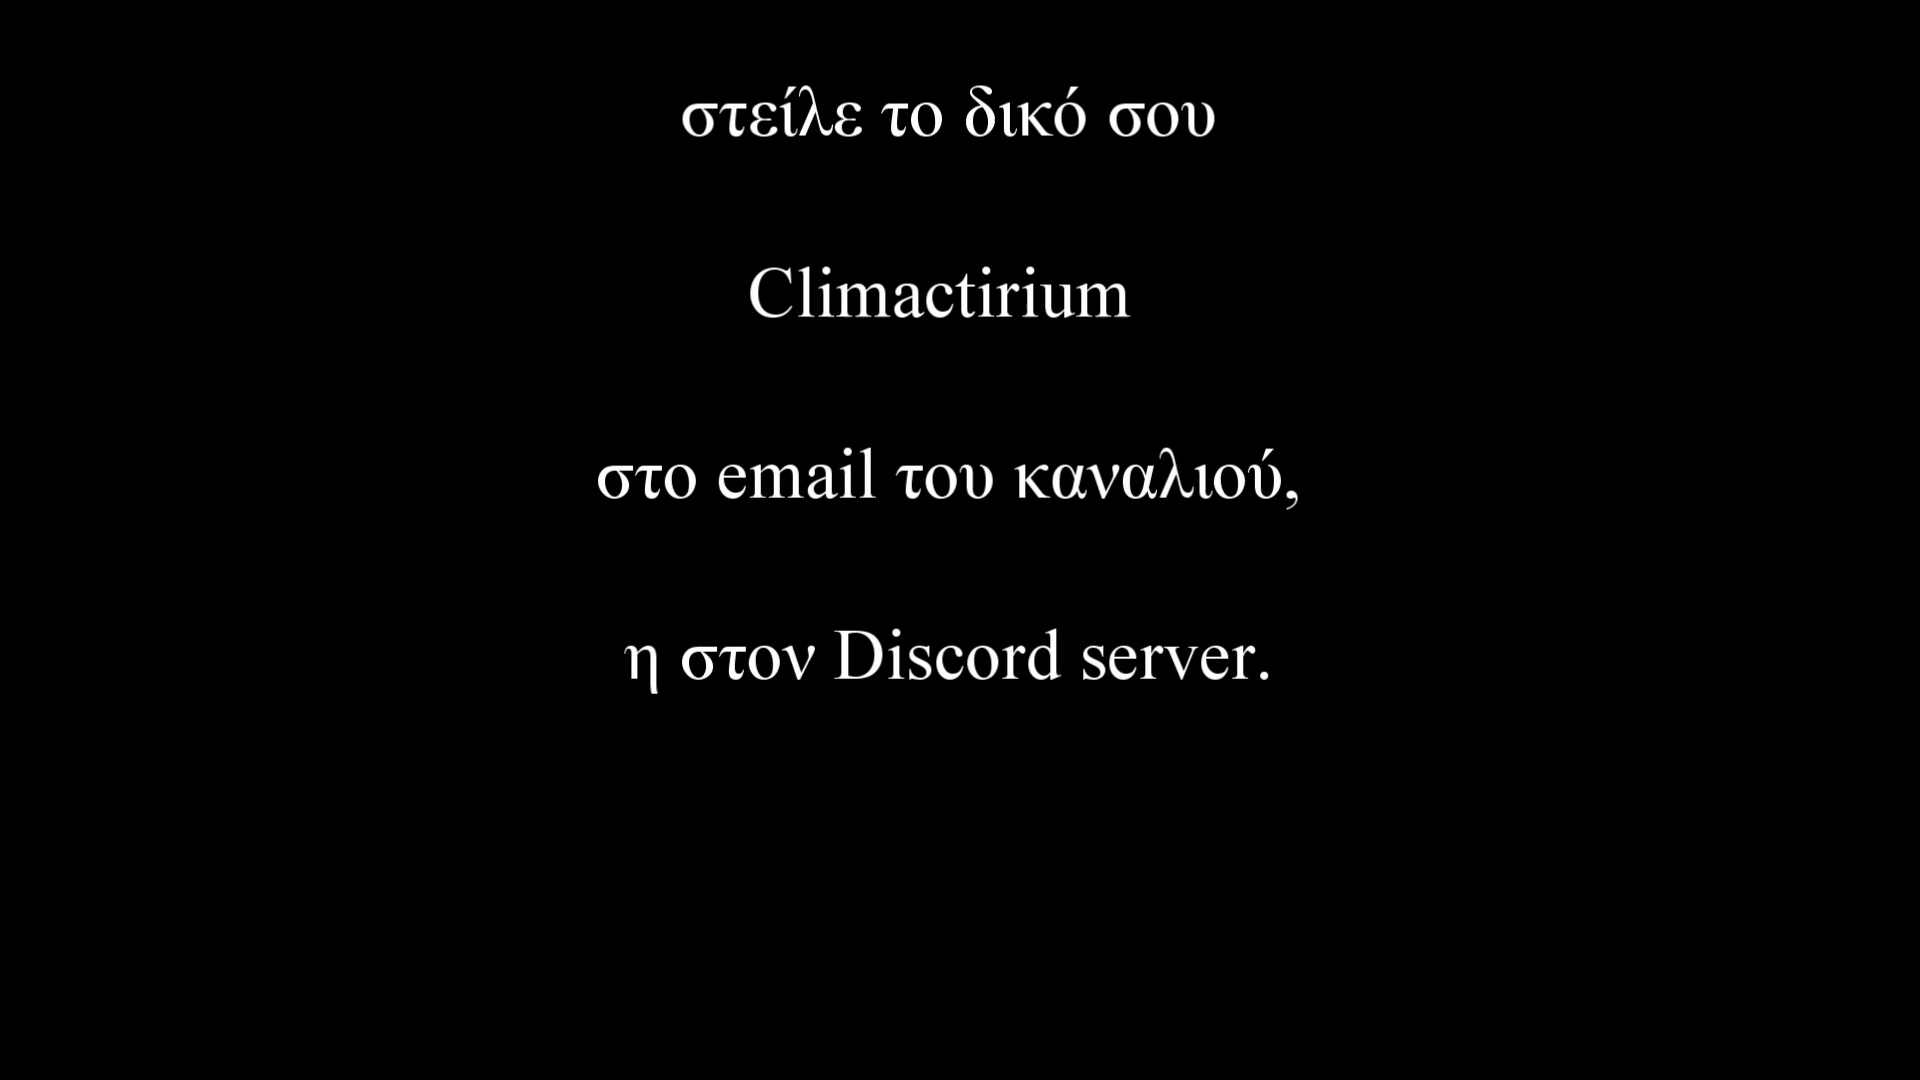 στείλε το δικό σου
Climactirium
στο email του καναλιού,
η στον Discord server.